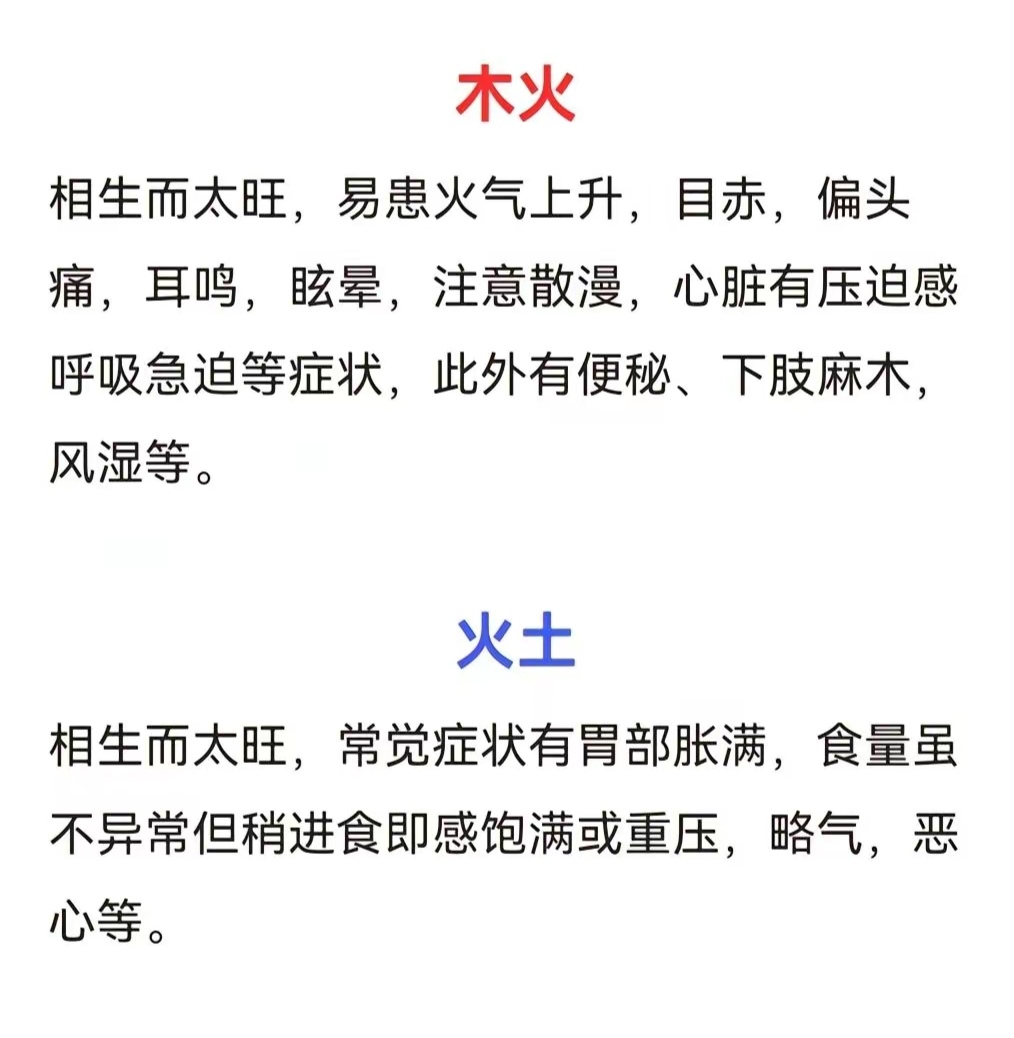 木火
相生而太旺，易患火气上升，目赤，偏头
痛，耳鸣，眩晕，注意散漫，心脏有压迫感
呼吸急迫等症状，此外有便秘、下肢麻木，
风湿等。
火土
相生而太旺，常觉症状有胃部胀满，食量虽
不异常但稍进食即感饱满或重压，略气，恶
心等。